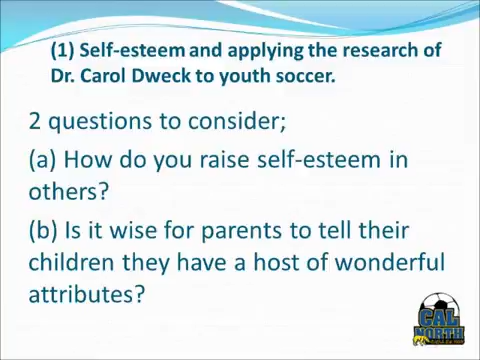 (1) Self-esteem and applying the research of
Dr. Carol Dweck to youth soccer.
2 questions to consider;
(a) How do you raise self-esteem in
others?
(b) Is it wise for parents to tell their
children they have a host of wonderful
attributes?
CAL
NORTH